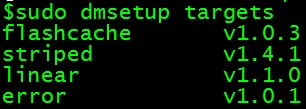 $sudo dmsetup targets
flashcache       v1.0.3
striped          v1.4.1
linear           v1.1.0
error            v1.0.1